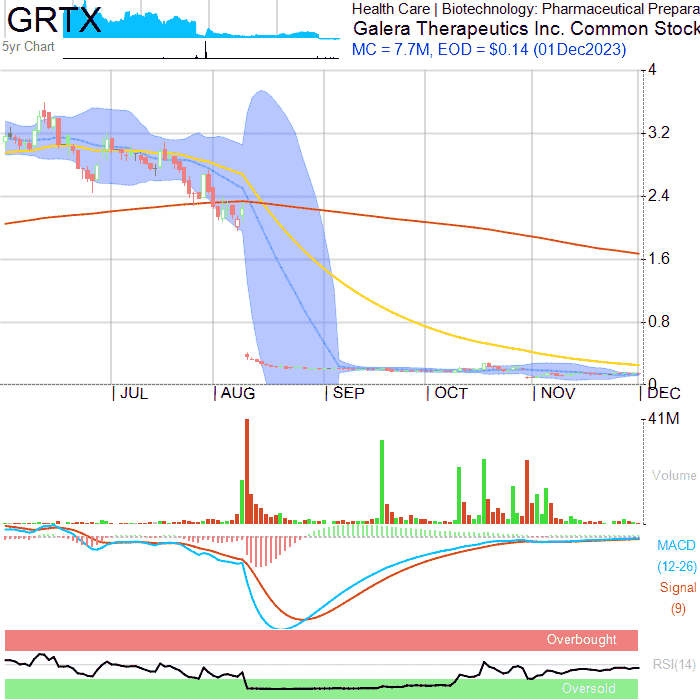 GRTX
Health Care | Biotechnology: Pharmaceutical Prepara
5yr Chart
Galera Therapeutics Inc. Common Stock
MC = 7.7M, EOD = $0.14 (01Dec2023)
4
3.2
2.4
1.6
0.8
0
JUL
AUG
SEP
OCT
NOV
DEC
41M
Volume
MACD
(12-26)
Signal
(9)
Overbought
RSI(14)
Oversold